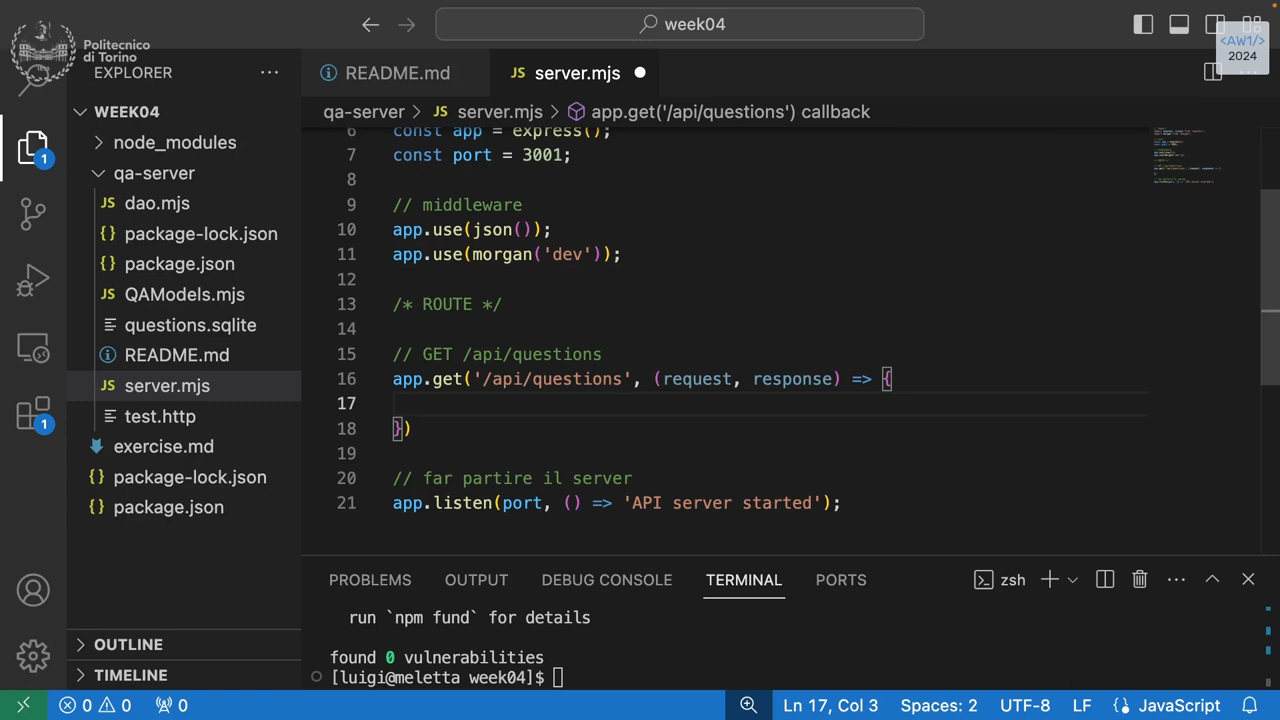 week04
Politecnico
di Torino
<AW1/>
2024
EXPLORER
README.md
JS server.mjs
WEEK04
qa-server > JS server.mjs > app.get('/api/questions') callback
node_modules
qa-server
JS dao.mjs
{} package-lock.json
{} package.json
JS QAModels.mjs
questions.sqlite
README.md
JS server.mjs
test.http
exercise.md
{} package-lock.json
{} package.json
OUTLINE
TIMELINE
1
1
6 const app = express();
7 const port = 3001;
8
9 // middleware
10 app.use(json());
11 app.use(morgan('dev'));
12
13 /* ROUTE */
14
15 // GET /api/questions
16 app.get('/api/questions', (request, response) => {
17
18 })
19
20 // far partire il server
21 app.listen(port, () => 'API server started');
PROBLEMS OUTPUT DEBUG CONSOLE TERMINAL PORTS zsh
run `npm fund` for details
found 0 vulnerabilities
[luigi@meletta week04]$
0 0 0 Ln 17, Col 3 Spaces: 2 UTF-8 LF {} JavaScript